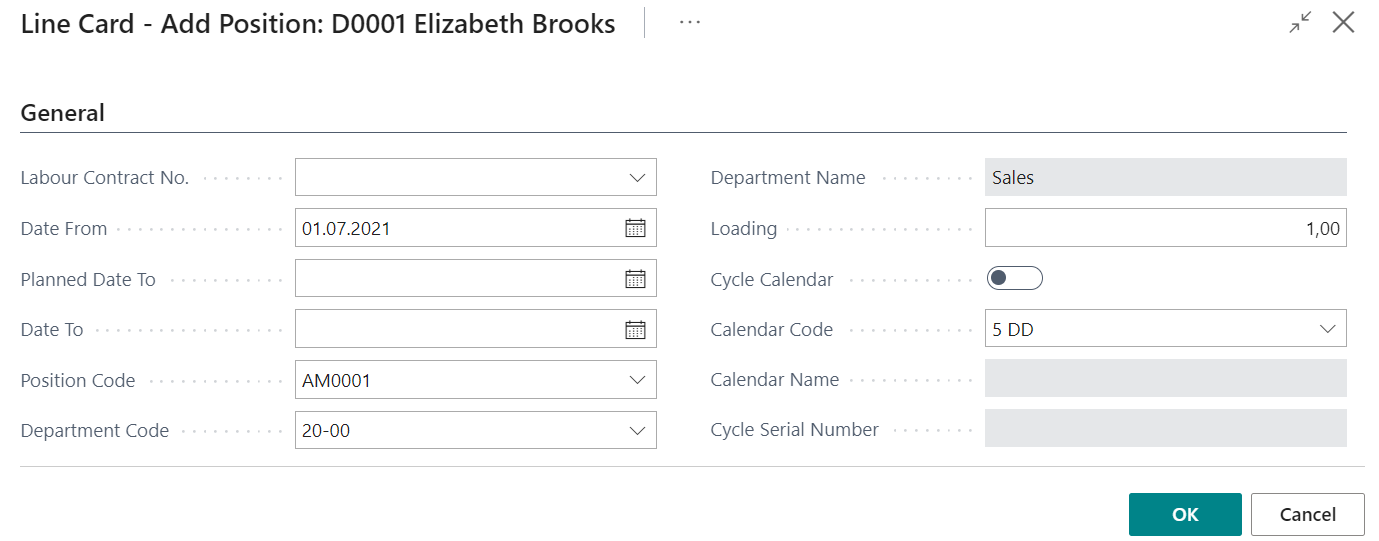 Line Card - Add Position: D0001 Elizabeth Brooks
General
Labour Contract No.
Date From 01.07.2021
Planned Date To
Date To
Position Code AM0001
Department Code 20-00
Department Name Sales
Loading 1,00
Cycle Calendar
Calendar Code 5 DD
Calendar Name
Cycle Serial Number
OK Cancel